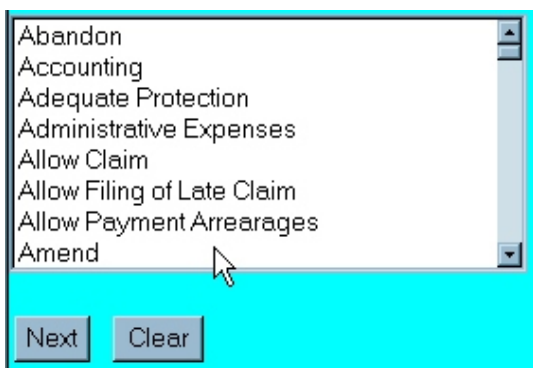 Abandon
Accounting
Adequate Protection
Administrative Expenses
Allow Claim
Allow Filing of Late Claim
Allow Payment Arrearages
Amend
Next Clear